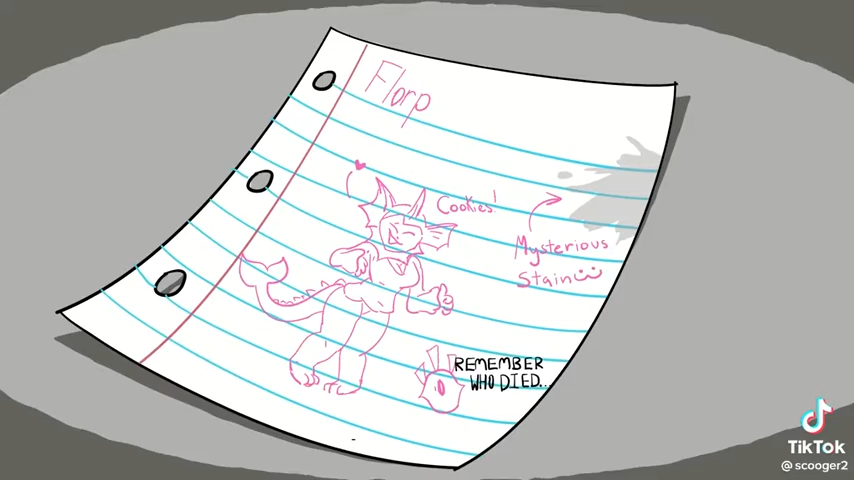 Florp
Cookies!
Mysterious
Stain
REMEMBER
WHO DIED...
TikTok
@scooger2